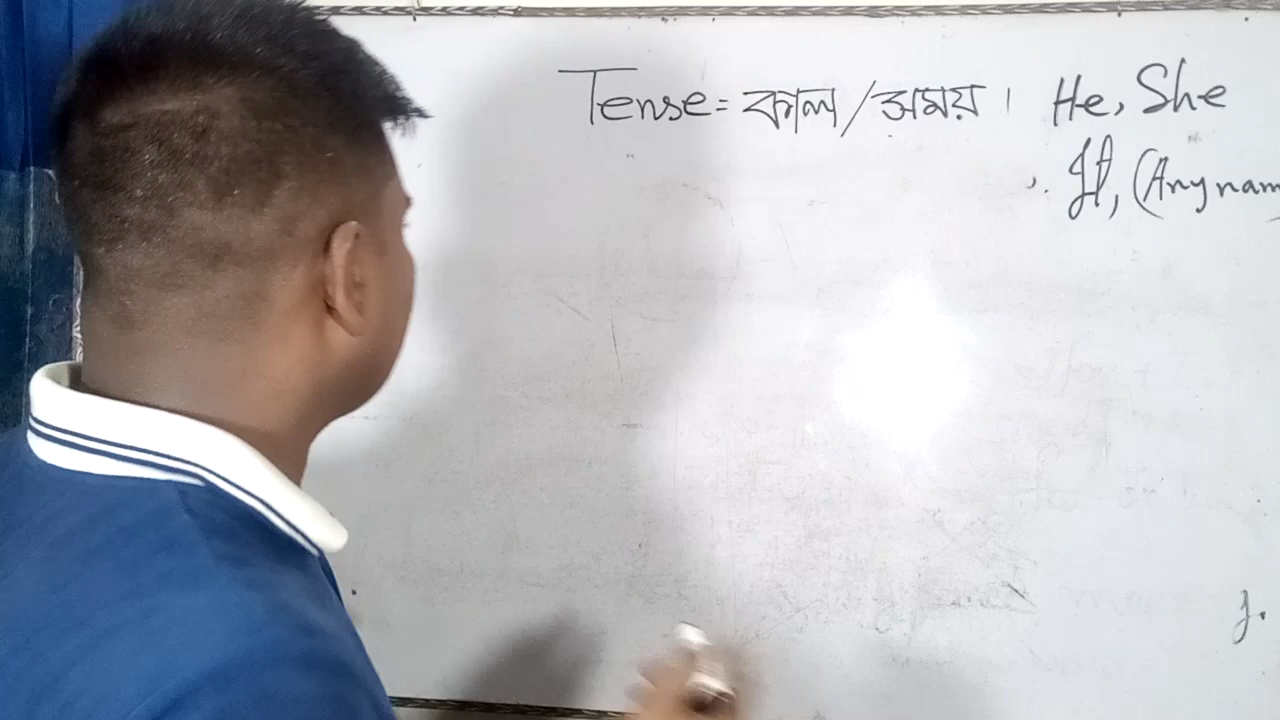 Tense = কাল / সময় । He, She
It, (Any nam